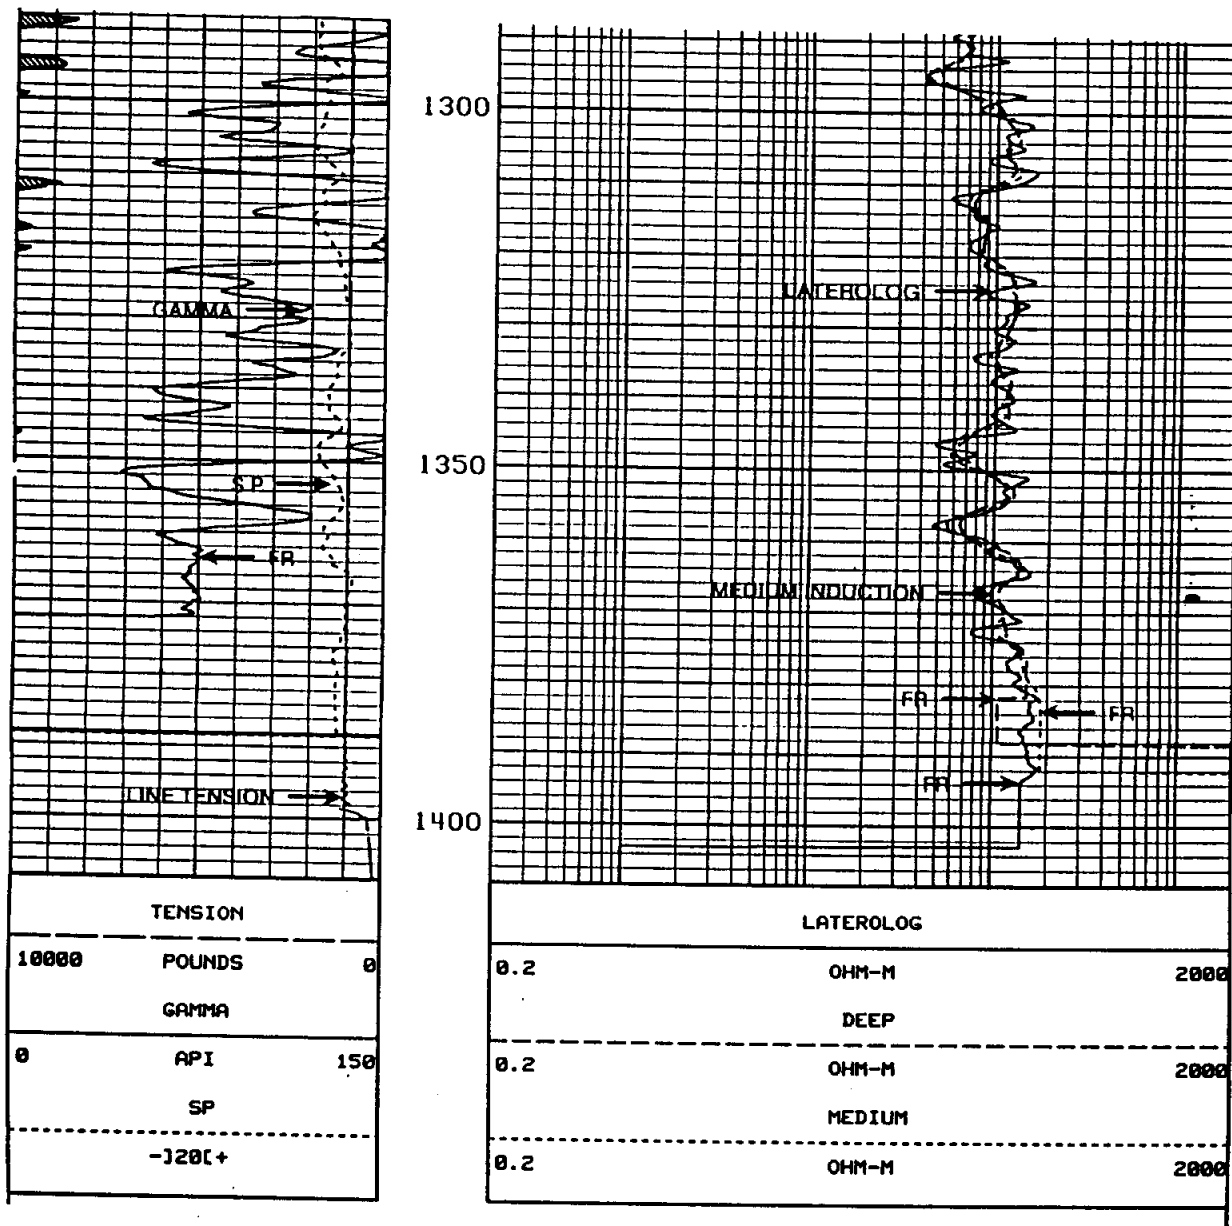 1300
LATEROLOG
GAMMA
1350
SP
FR
MEDIUM INDUCTION
FR
FR
FR
LINE TENSION
1400
TENSION
10000 POUNDS 0
GAMMA
0 API 150
SP
-]20[+
LATEROLOG
0.2 OHM-M 2000
DEEP
0.2 OHM-M 2000
MEDIUM
0.2 OHM-M 2000